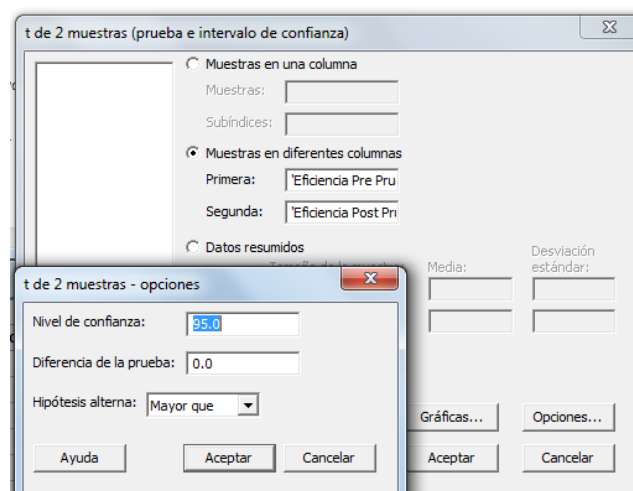 t de 2 muestras (prueba e intervalo de confianza)
Muestras en una columna
Muestras:
Subíndices:
Muestras en diferentes columnas
Primera: 'Eficiencia Pre Pru
Segunda: 'Eficiencia Post Pru
Datos resumidos
Media:
Desviación
estándar:
t de 2 muestras - opciones
Nivel de confianza: 95.0
Diferencia de la prueba: 0.0
Hipótesis alterna: Mayor que
Ayuda Aceptar Cancelar
Gráficas... Opciones...
Aceptar Cancelar